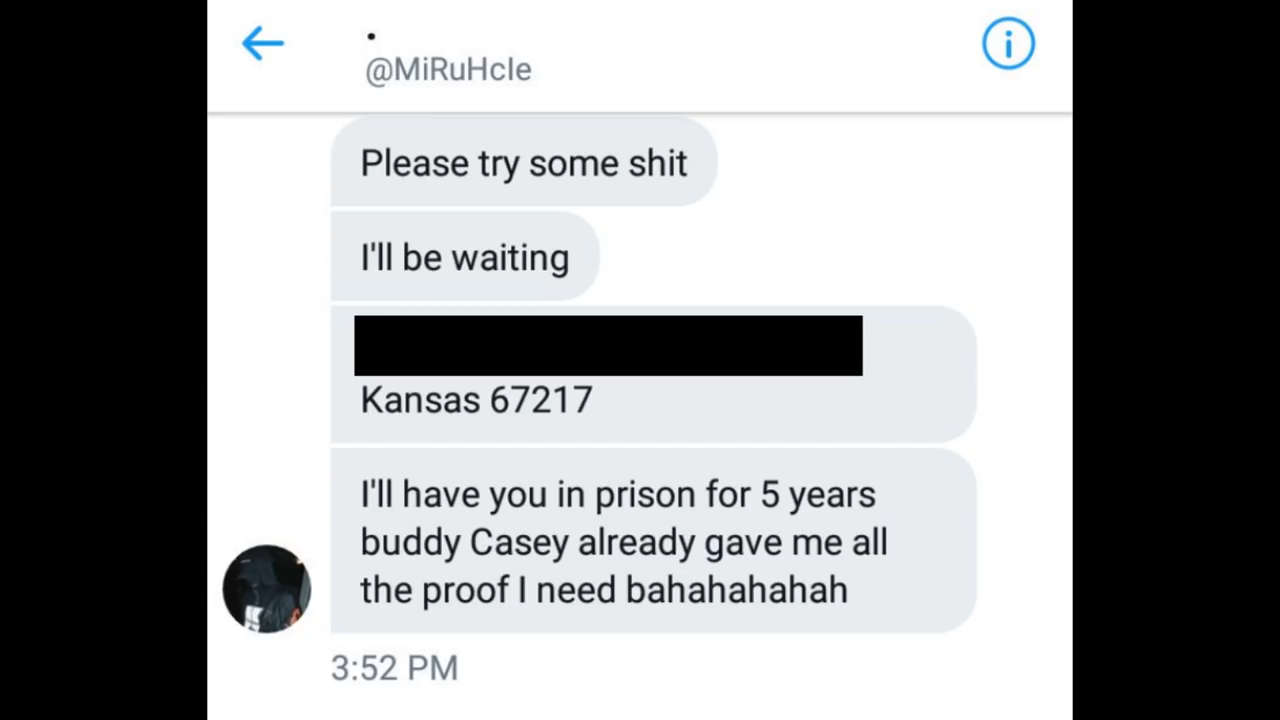 .
@MiRuHcle
Please try some shit
I'll be waiting
Kansas 67217
I'll have you in prison for 5 years
buddy Casey already gave me all
the proof I need bahahahahah
3:52 PM